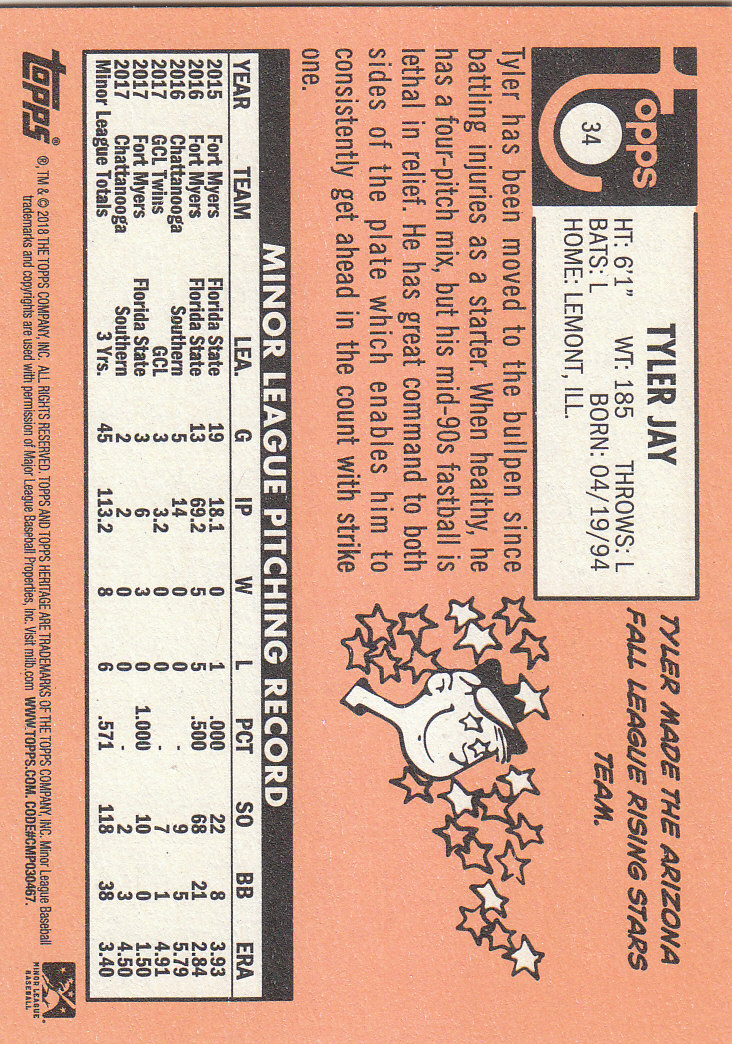 Topps
34
TYLER JAY
HT: 6'1" WT: 185 THROWS: L
BATS: L BORN: 04/19/94
HOME: LEMONT, ILL.
TYLER MADE THE ARIZONA
FALL LEAGUE RISING STARS
TEAM.
Tyler has been moved to the bullpen since
battling injuries as a starter. When healthy, he
has a four-pitch mix, but his mid-90s fastball is
lethal in relief. He has great command to both
sides of the plate which enables him to
consistently get ahead in the count with strike
one.
MINOR LEAGUE PITCHING RECORD
YEAR TEAM LEA. G IP W L PCT SO BB ERA
2015 Fort Myers Florida State 19 18.1 0 1 .000 22 8 3.93
2016 Fort Myers Florida State 13 69.2 5 5 .500 68 21 2.84
2016 Chattanooga Southern 5 14 0 0 - 9 5 5.79
2017 GCL Twins GCL 3 3.2 0 0 - 7 1 4.91
2017 Fort Myers Florida State 3 6 3 0 1.000 10 0 1.50
2017 Chattanooga Southern 2 2 0 0 - 2 3 4.50
Minor League Totals 3 Yrs. 45 113.2 8 6 .571 118 38 3.40
Topps® ®, TM & © 2018 THE TOPPS COMPANY, INC. ALL RIGHTS RESERVED. TOPPS AND TOPPS HERITAGE ARE TRADEMARKS OF THE TOPPS COMPANY, INC. Minor League Baseball
trademarks and copyrights are used with permission of Major League Baseball Properties, Inc. Visit milb.com WWW.TOPPS.COM. CODE#CMP030467.
MINOR LEAGUE
BASEBALL